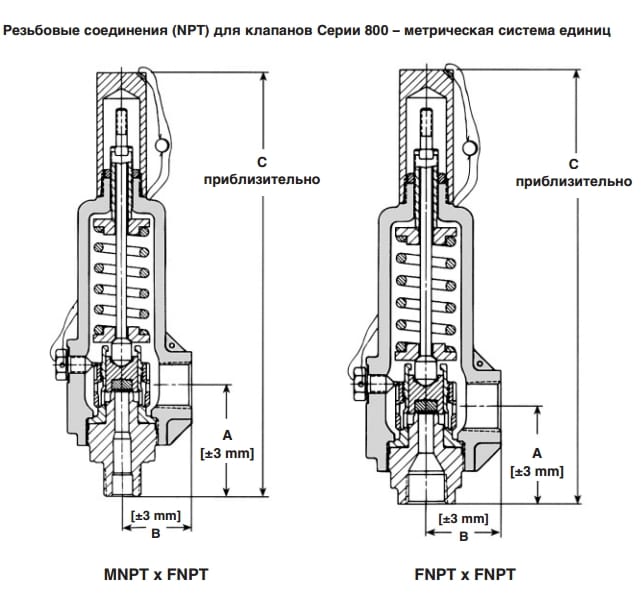 Резьбовые соединения (NPT) для клапанов Серии 800 – метрическая система единиц
C
приблизительно
C
приблизительно
A
[±3 mm]
A
[±3 mm]
[±3 mm]
B
[±3 mm]
B
MNPT x FNPT
FNPT x FNPT